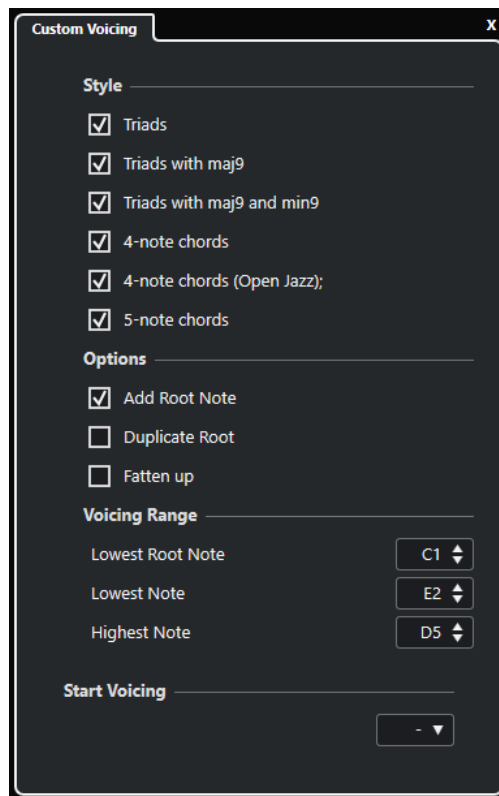 Custom Voicing X
Style
Triads
Triads with maj9
Triads with maj9 and min9
4-note chords
4-note chords (Open Jazz);
5-note chords
Options
Add Root Note
Duplicate Root
Fatten up
Voicing Range
Lowest Root Note C1
Lowest Note E2
Highest Note D5
Start Voicing
-